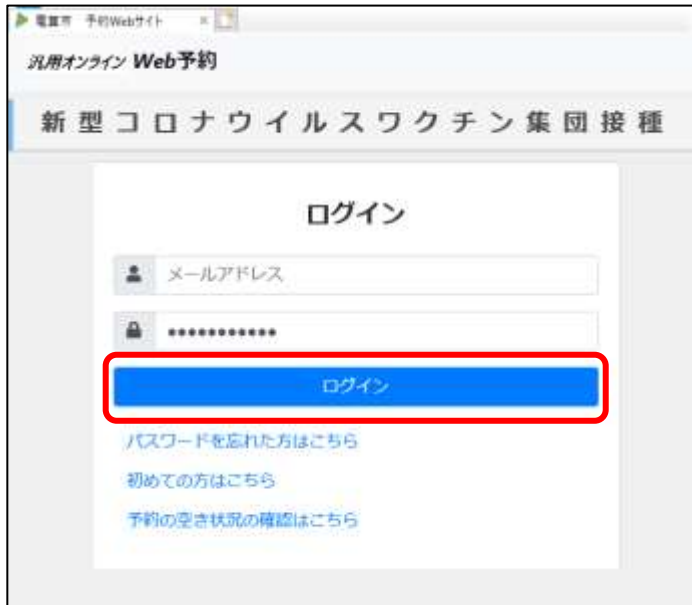 電算市 予約Webサイト ×
汎用オンライン Web予約
新型コロナウイルスワクチン集団接種
ログイン
メールアドレス
•••••••••••
ログイン
パスワードを忘れた方はこちら
初めての方はこちら
予約の空き状況の確認はこちら